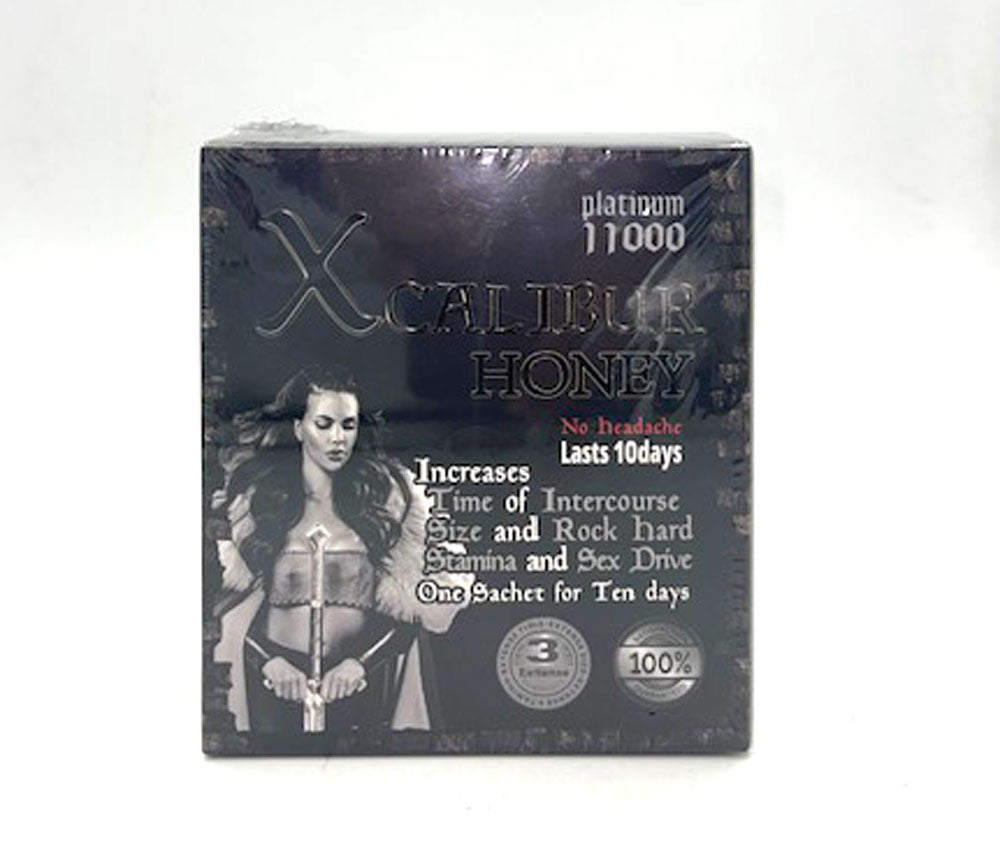 platinum
11000
XCALIBUR
HONEY
No headache
Lasts 10days
Increases
Time of Intercourse
Size and Rock hard
Stamina and Sex Drive
One Sachet for Ten days
3
Extense
100%